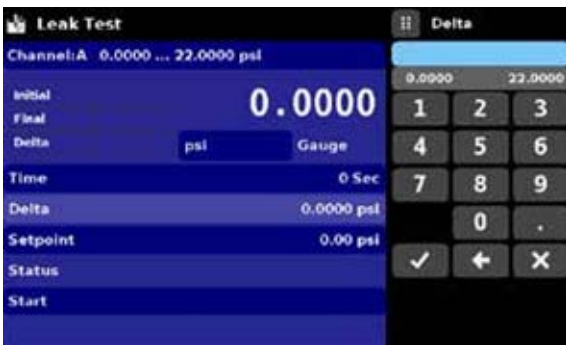 Leak Test
Channel:A 0.0000 ... 22.0000 psi
Initial
Final
Delta
0.0000
psi Gauge
Time 0 Sec
Delta 0.0000 psi
Setpoint 0.00 psi
Status
Start
Delta
0.0000 22.0000
1 2 3
4 5 6
7 8 9
0 .